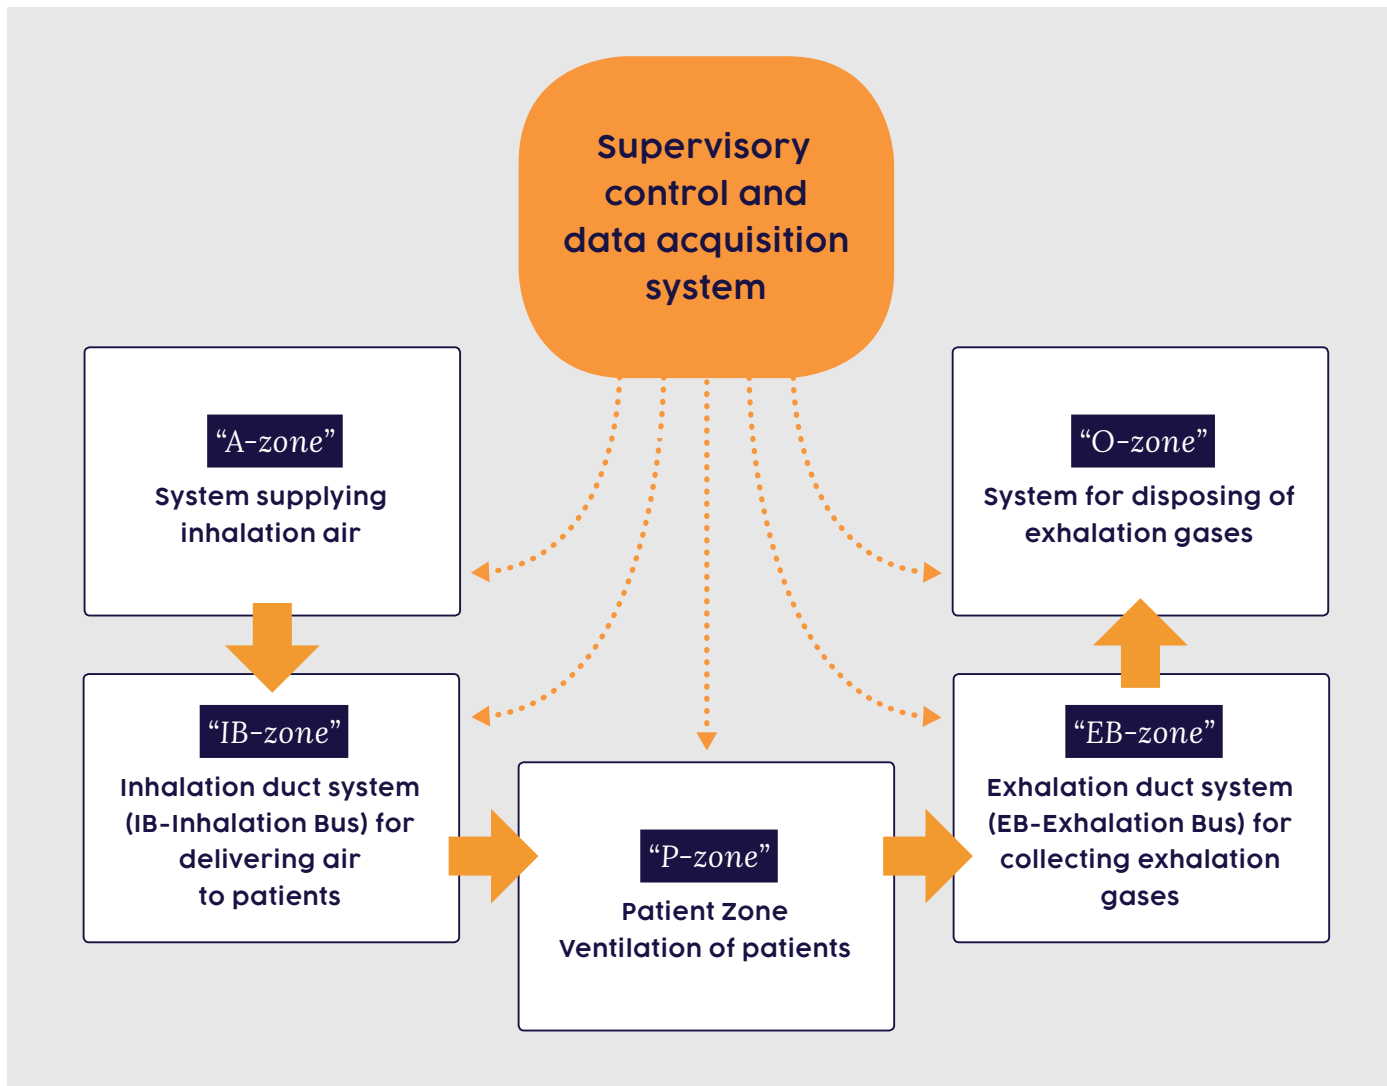 Supervisory
control and
data acquisition
system
“A-zone”
System supplying
inhalation air
“O-zone”
System for disposing of
exhalation gases
“IB-zone”
Inhalation duct system
(IB-Inhalation Bus) for
delivering air
to patients
“P-zone”
Patient Zone
Ventilation of patients
“EB-zone”
Exhalation duct system
(EB-Exhalation Bus) for
collecting exhalation
gases